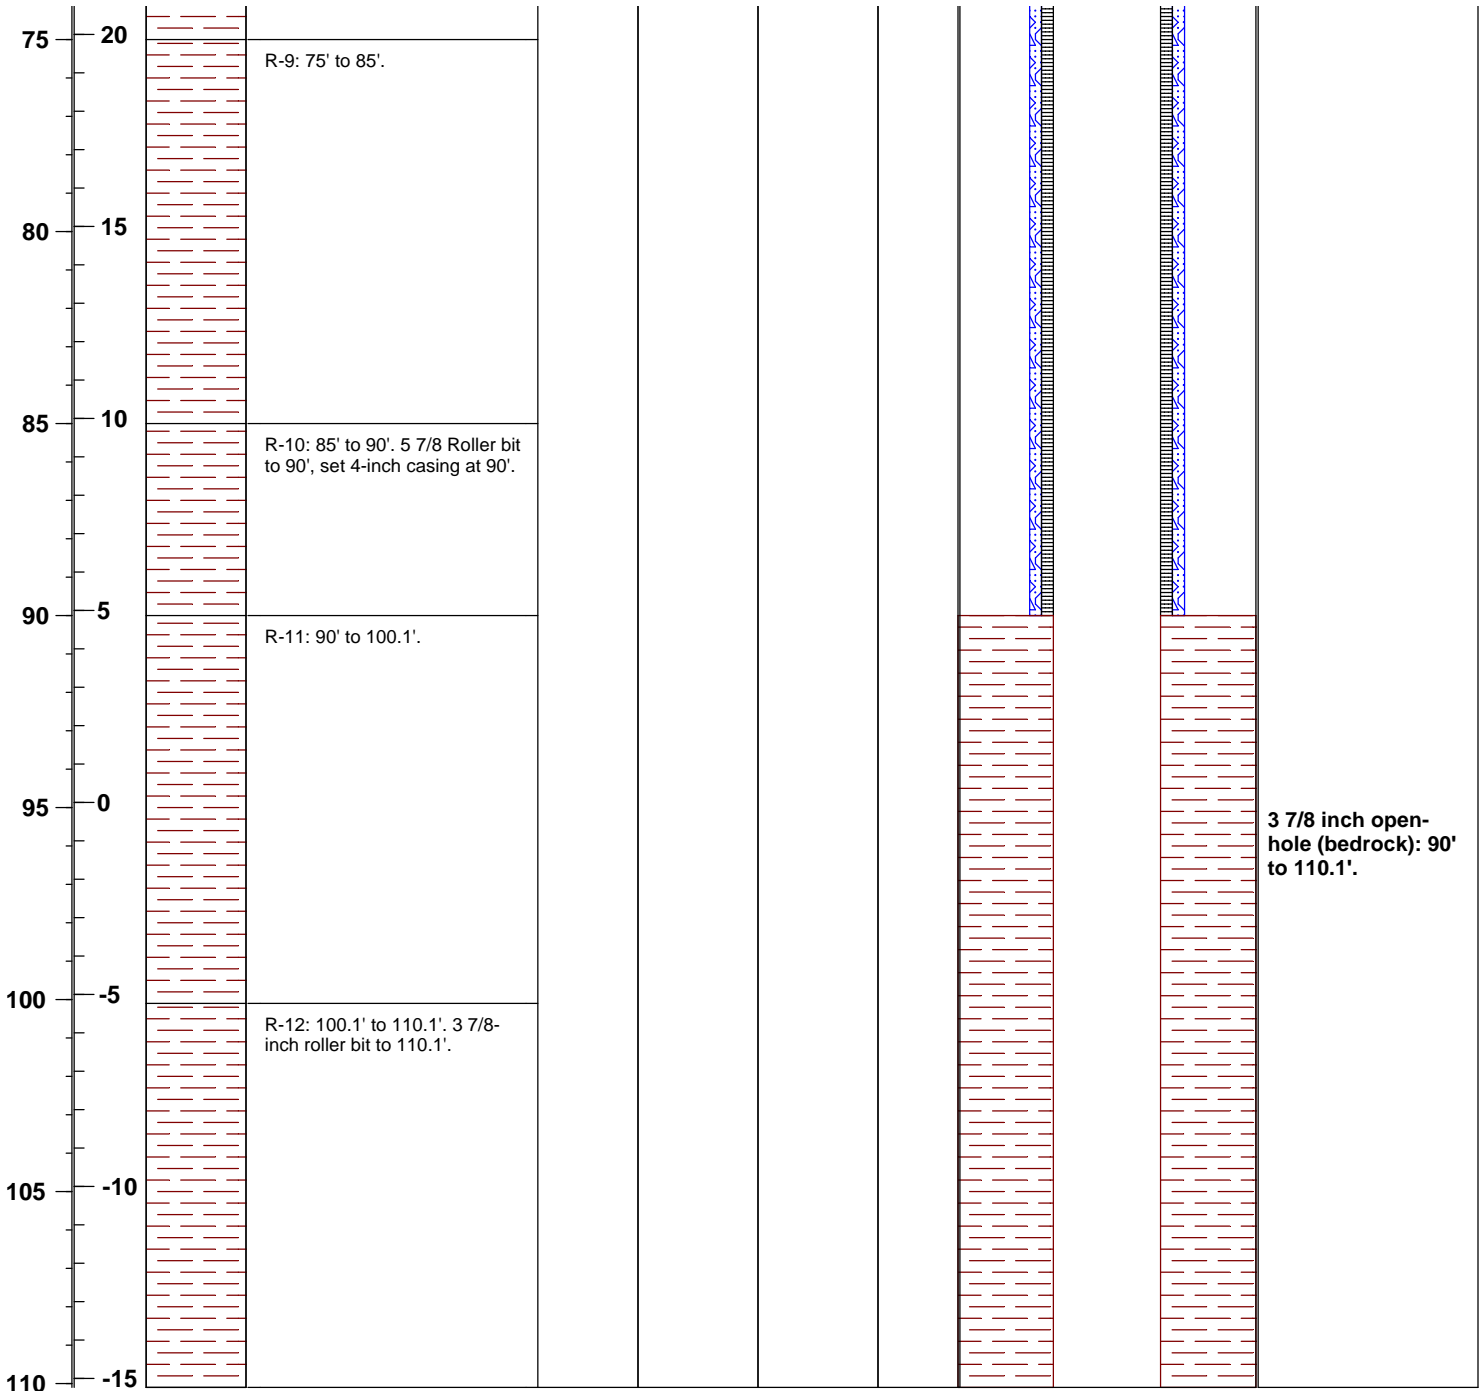 75
20
R-9: 75' to 85'.
80
15
85
10
R-10: 85' to 90'. 5 7/8 Roller bit
to 90', set 4-inch casing at 90'.
90
5
R-11: 90' to 100.1'.
95
0
3 7/8 inch open-
hole (bedrock): 90'
to 110.1'.
100
-5
R-12: 100.1' to 110.1'. 3 7/8-
inch roller bit to 110.1'.
105
-10
110
-15